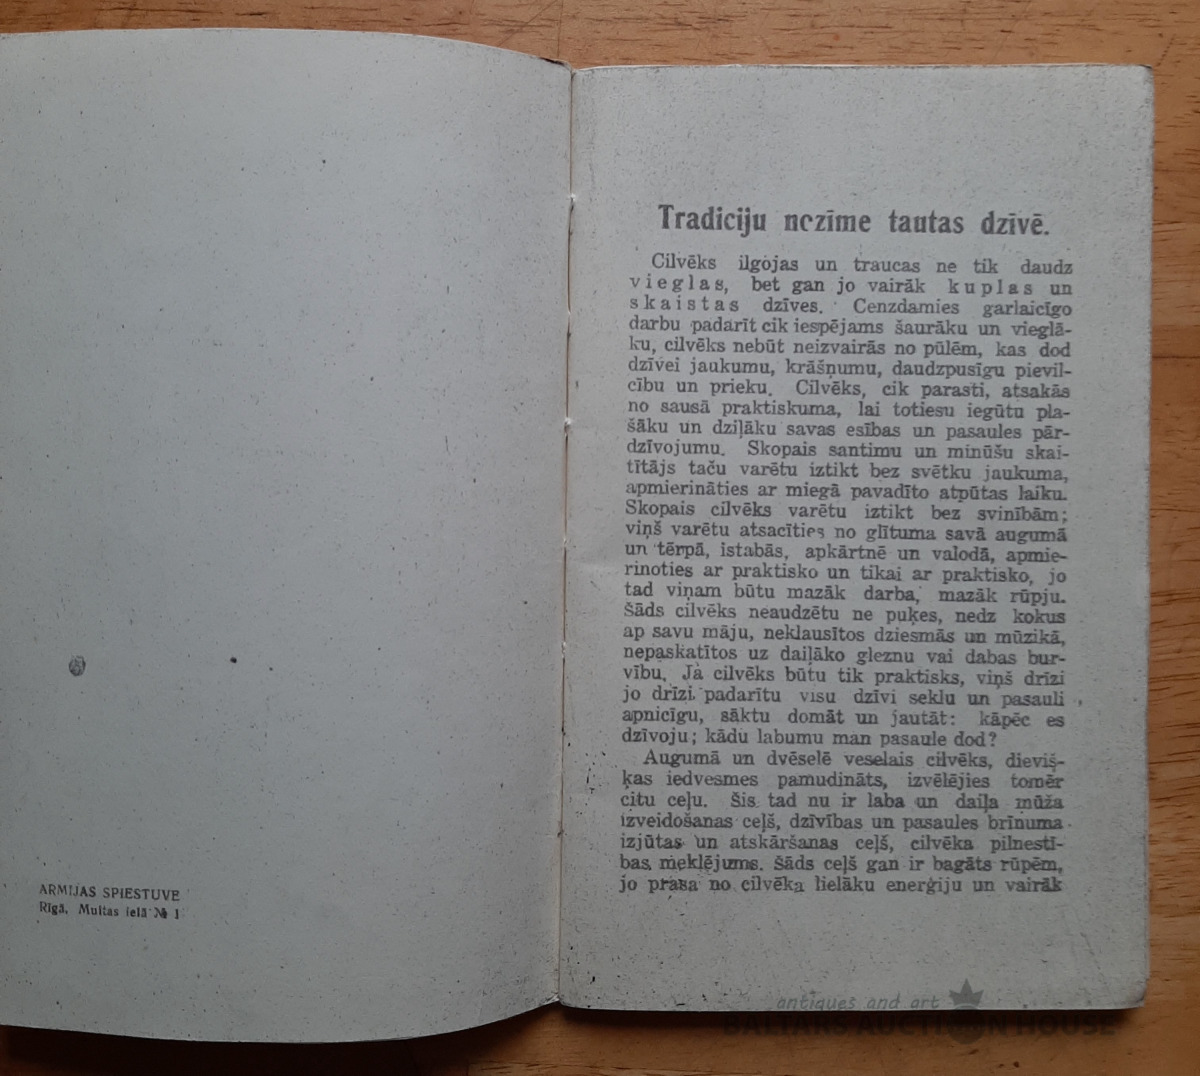 ARMIJAS SPIESTUVE
Rīgā, Muitas ielā № 1
Tradiciju nozīme tautas dzīvē.
Cilvēks ilgojas un traucas ne tik daudz
vieglas, bet gan jo vairāk kuplas un
skaistas dzīves. Cenzdamies garlaicīgo
darbu padarīt cik iespējams šaurāku un vieglā-
ku, cilvēks nebūt neizvairās no pūlēm, kas dod
dzīvei jaukumu, krāšņumu, daudzpusīgu pievil-
cību un prieku. Cilvēks, cik parasti, atsakās
no sausā praktiskuma, lai totiesu iegūtu pla-
šāku un dziļāku savas esības un pasaules pār-
dzīvojumu. Skopais santimu un minūšu skai-
tītājs taču varētu iztikt bez svētku jaukuma,
apmierināties ar miegā pavadīto atpūtas laiku.
Skopais cilvēks varētu iztikt bez svinībām;
viņš varētu atsacīties no glītuma savā augumā
un tērpā, istabās, apkārtnē un valodā, apmie-
rinoties ar praktisko un tikai ar praktisko, jo
tad viņam būtu mazāk darba, mazāk rūpju.
Šāds cilvēks neaudzētu ne puķes, nedz kokus
ap savu māju, neklausītos dziesmās un mūzikā,
nepaskatītos uz daiļāko gleznu vai dabas bur-
vību. Jā cilvēks būtu tik praktisks, viņš drīzi
jo drīzi padarītu visu dzīvi seklu un pasauli
apnicīgu, sāktu domāt un jautāt: kāpēc es
dzīvoju; kādu labumu man pasaule dod?
Augumā un dvēselē veselais cilvēks, dieviš-
ķas iedvesmes pamudināts, izvēlējies tomēr
citu ceļu. Šis tad nu ir laba un daiļa mūža
izveidošanas ceļš, dzīvības un pasaules brīnuma
izjūtas un atskāršanas ceļš, cilvēka pilnestī-
bas meklējums. Šāds ceļš gan ir bagāts rūpēm,
jo prasa no cilvēka lielāku enerģiju un vairāk
antiques and art
BALTARS AUCTION HOUSE